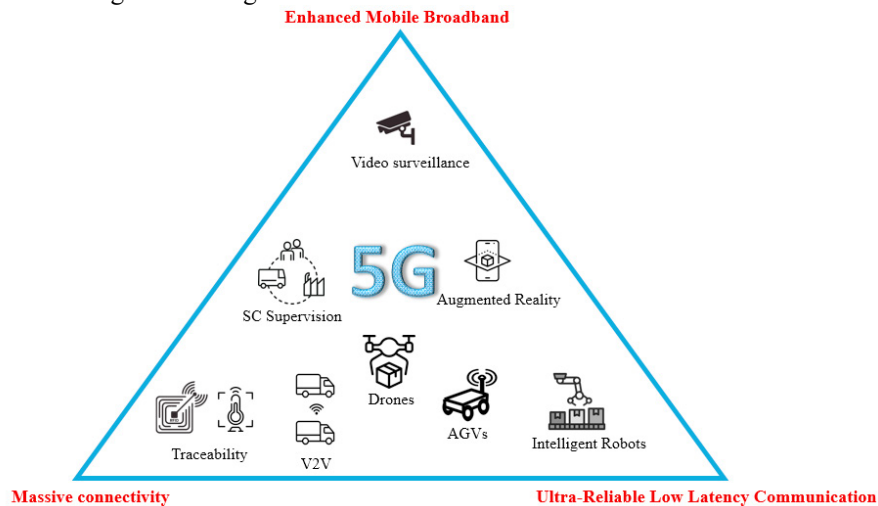 Enhanced Mobile Broadband
Video surveillance
5G
Augmented Reality
SC Supervision
Drones
AGVs
Intelligent Robots
Traceability
V2V
Massive connectivity
Ultra-Reliable Low Latency Communication